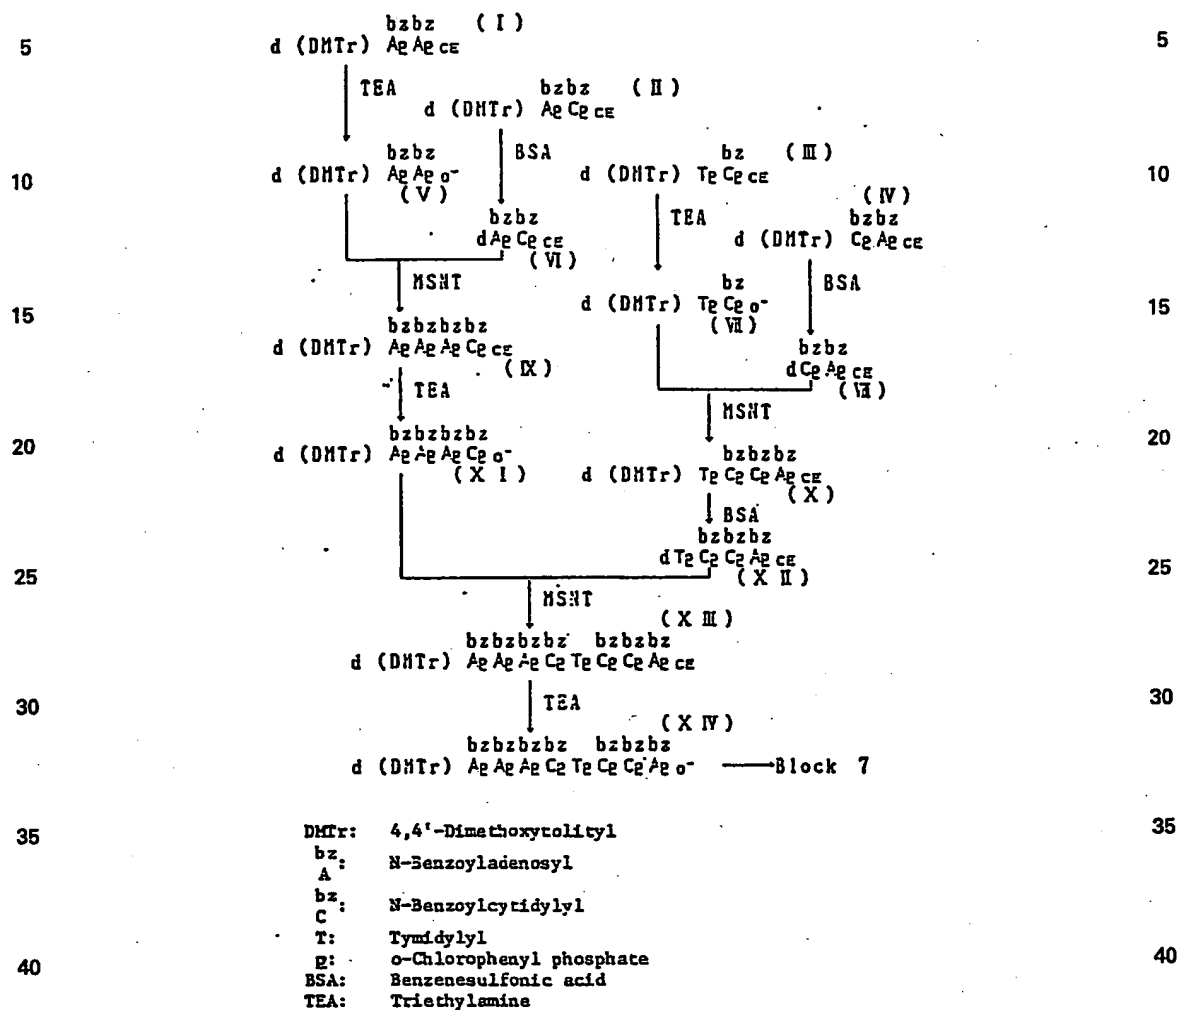 bzbz ( I )
5 d (DMTr) Ap Ap CE 5
TEA bzbz ( II )
d (DMTr) Ap Cp CE
bzbz BSA bz ( III )
10 d (DMTr) Ap Ap o- d (DMTr) Tp Cp CE 10
( V ) ( IV )
bzbz TEA bzbz
dAp Cp CE d (DMTr) Cp Ap CE
( VI )
MSNT bz BSA
15 d (DMTr) Tp Cp o- 15
bzbzbzbz ( VII )
d (DMTr) Ap Ap Ap Cp CE bzbz
( IX ) dCp Ap CE
TEA ( VII )
MSNT
20 bzbzbzbz bzbzbz 20
d (DMTr) Ap Ap Ap Cp o- d (DMTr) Tp Cp Cp Ap CE
( X I ) ( X )
BSA
bzbzbz
dTp Cp Cp Ap CE
25 ( X II ) 25
MSNT
( X III )
bzbzbzbz bzbzbz
d (DMTr) Ap Ap Ap Cp Tp Cp Cp Ap CE
30 TEA 30
( X IV )
bzbzbzbz bzbzbz
d (DMTr) Ap Ap Ap Cp Tp Cp Cp Ap o- Block 7
35 DMTr: 4,4'-Dimethoxytolityl 35
bz
A : N-Benzoyladenosyl
bz
C : N-Benzoylcytidylyl
T: Tymidylyl
40 p: o-Chlorophenyl phosphate 40
BSA: Benzenesulfonic acid
TEA: Triethylamine